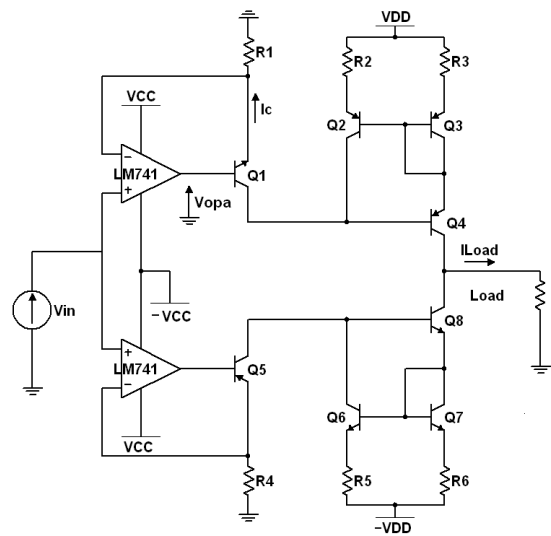 R1
VDD
R2
R3
VCC
Ic
Q2
Q3
−
LM741
+
Q1
Vopa
Q4
ILoad
Load
Vin
−VCC
Q8
+
LM741
−
Q5
Q6
Q7
VCC
R4
R5
R6
−VDD